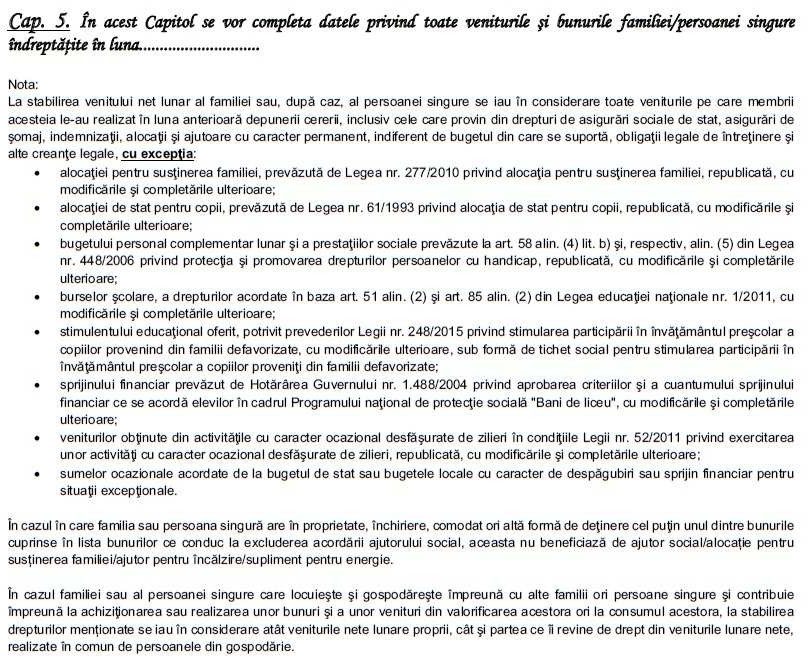 Cap. 5. În acest Capitol se vor completa datele privind toate veniturile şi bunurile familiei/persoanei singure
îndreptăţite în luna.............................
Nota:
La stabilirea venitului net lunar al familiei sau, după caz, al persoanei singure se iau în considerare toate veniturile pe care membrii
acesteia le-au realizat în luna anterioară depunerii cererii, inclusiv cele care provin din drepturi de asigurări sociale de stat, asigurări de
şomaj, indemnizaţii, alocaţii şi ajutoare cu caracter permanent, indiferent de bugetul din care se suportă, obligaţii legale de întreţinere şi
alte creanţe legale, cu excepţia:
• alocaţiei pentru susţinerea familiei, prevăzută de Legea nr. 277/2010 privind alocaţia pentru susţinerea familiei, republicată, cu
modificările şi completările ulterioare;
• alocaţiei de stat pentru copii, prevăzută de Legea nr. 61/1993 privind alocaţia de stat pentru copii, republicată, cu modificările şi
completările ulterioare;
• bugetului personal complementar lunar şi a prestaţiilor sociale prevăzute la art. 58 alin. (4) lit. b) şi, respectiv, alin. (5) din Legea
nr. 448/2006 privind protecţia şi promovarea drepturilor persoanelor cu handicap, republicată, cu modificările şi completările
ulterioare;
• burselor şcolare, a drepturilor acordate în baza art. 51 alin. (2) şi art. 85 alin. (2) din Legea educaţiei naţionale nr. 1/2011, cu
modificările şi completările ulterioare;
• stimulentului educaţional oferit, potrivit prevederilor Legii nr. 248/2015 privind stimularea participării în învăţământul preşcolar a
copiilor provenind din familii defavorizate, cu modificările ulterioare, sub formă de tichet social pentru stimularea participării în
învăţământul preşcolar a copiilor proveniţi din familii defavorizate;
• sprijinului financiar prevăzut de Hotărârea Guvernului nr. 1.488/2004 privind aprobarea criteriilor şi a cuantumului sprijinului
financiar ce se acordă elevilor în cadrul Programului naţional de protecţie socială "Bani de liceu", cu modificările şi completările
ulterioare;
• veniturilor obţinute din activităţile cu caracter ocazional desfăşurate de zilieri în condiţiile Legii nr. 52/2011 privind exercitarea
unor activităţi cu caracter ocazional desfăşurate de zilieri, republicată, cu modificările şi completările ulterioare;
• sumelor ocazionale acordate de la bugetul de stat sau bugetele locale cu caracter de despăgubiri sau sprijin financiar pentru
situaţii excepţionale.
În cazul în care familia sau persoana singură are în proprietate, închiriere, comodat ori altă formă de deţinere cel puţin unul dintre bunurile
cuprinse în lista bunurilor ce conduc la excluderea acordării ajutorului social, aceasta nu beneficiază de ajutor social/alocație pentru
susținerea familiei/ajutor pentru încălzire/supliment pentru energie.
În cazul familiei sau al persoanei singure care locuieşte şi gospodăreşte împreună cu alte familii ori persoane singure şi contribuie
împreună la achiziţionarea sau realizarea unor bunuri şi a unor venituri din valorificarea acestora ori la consumul acestora, la stabilirea
drepturilor menționate se iau în considerare atât veniturile nete lunare proprii, cât şi partea ce îi revine de drept din veniturile lunare nete,
realizate în comun de persoanele din gospodărie.